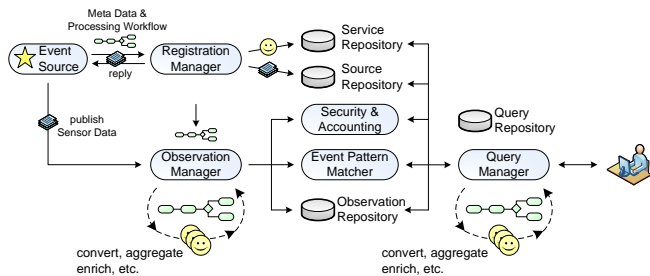 Meta Data &
Processing Workflow
Event
Source
reply
Registration
Manager
Service
Repository
Source
Repository
publish
Sensor Data
Security &
Accounting
Query
Repository
Observation
Manager
Event Pattern
Matcher
Query
Manager
Observation
Repository
convert, aggregate
enrich, etc.
convert, aggregate
enrich, etc.